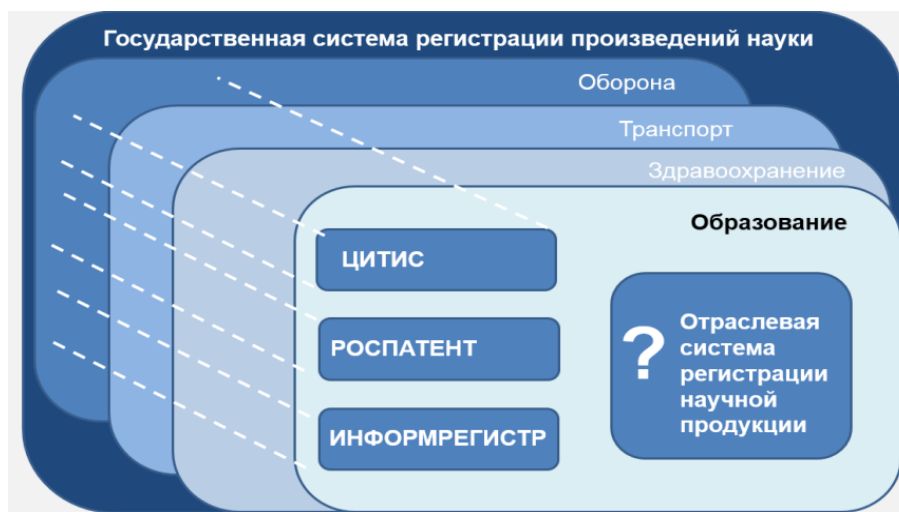 Государственная система регистрации произведений науки
Оборона
Транспорт
Здравоохранение
Образование
ЦИТИС
РОСПАТЕНТ
ИНФОРМРЕГИСТР
?
Отраслевая
система
регистрации
научной
продукции